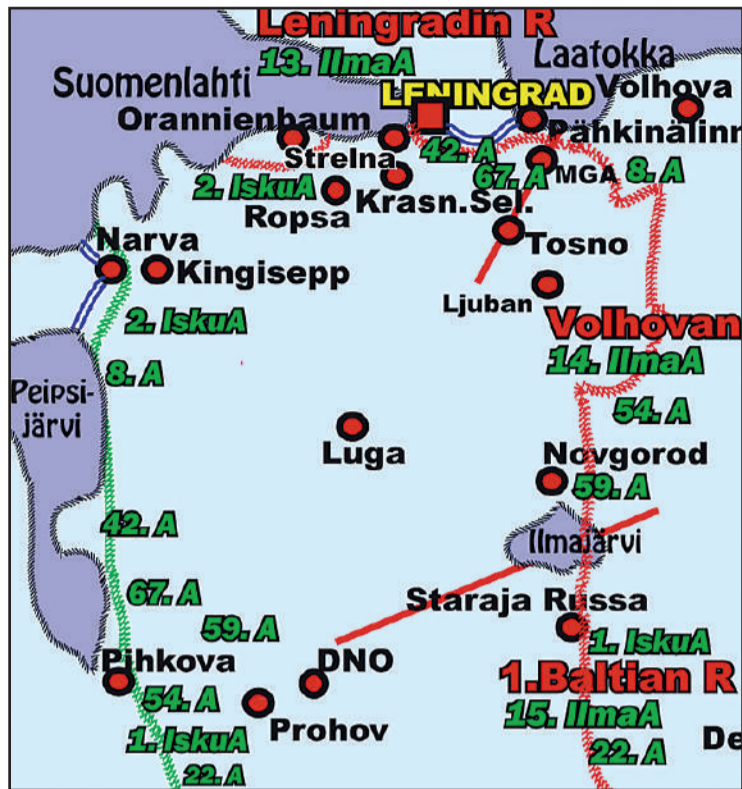 Leningradin R
13. IlmaA
Laatokka
Suomenlahti
LENINGRAD
Volhova
Orannienbaum
Pähkinälinn
Strelna
42. A
67. A
MGA
8. A
2. IskuA
Ropsa
Krasn.Sel.
Narva
Tosno
Kingisepp
Ljuban
2. IskuA
Volhovan
14. IlmaA
8. A
Peipsi-
järvi
54. A
Luga
Novgorod
59. A
42. A
Ilmajärvi
67. A
Staraja Russa
59. A
1. IskuA
Pihkova
DNO
1.Baltian R
54. A
Prohov
15. IlmaA
1. IskuA
22. A
De
22. A